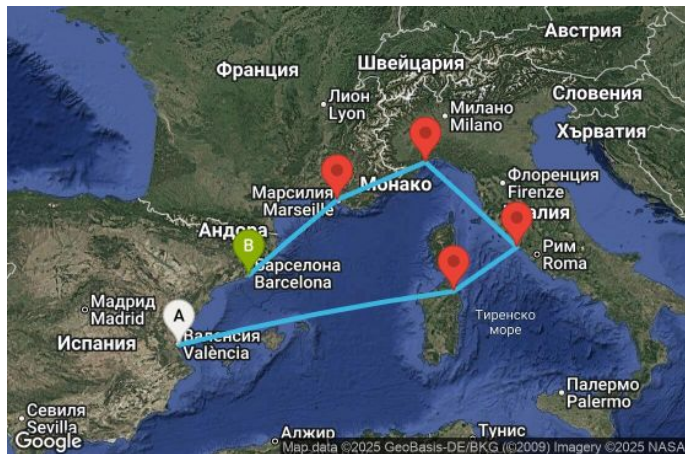 Австрия
Швейцария
Франция
Словения
Лион
Lyon
Милано
Milano
Хърватия
Марсилия
Marseille
Монако
Флоренция
Firenze
алия
Андора
B
Барселона
Barcelona
Рим
Roma
Мадрид
Madrid
A
Валенсия
València
Испания
Тиренско
море
Палермо
Palermo
Севиля
Sevilla
Алжир
Тунис
Google
Map data ©2025 GeoBasis-DE/BKG (©2009) Imagery ©2025 NASA